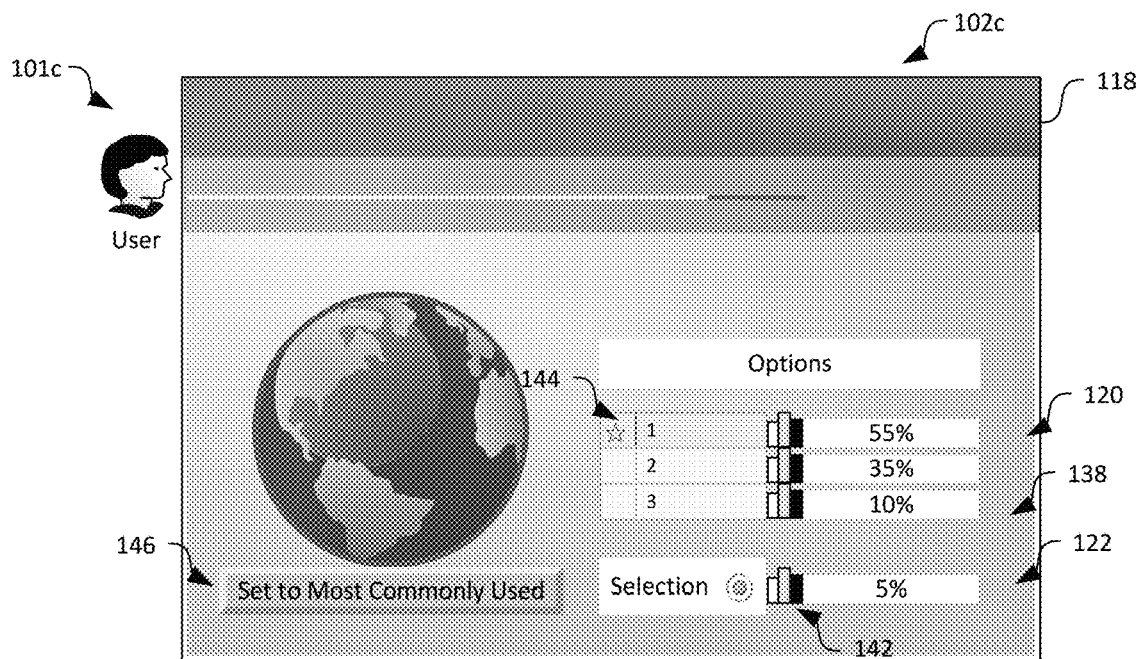 102c
101c
118
User
Options
144
120
1 55%
2 35%
138
3 10%
146
122
Set to Most Commonly Used
Selection 5%
142